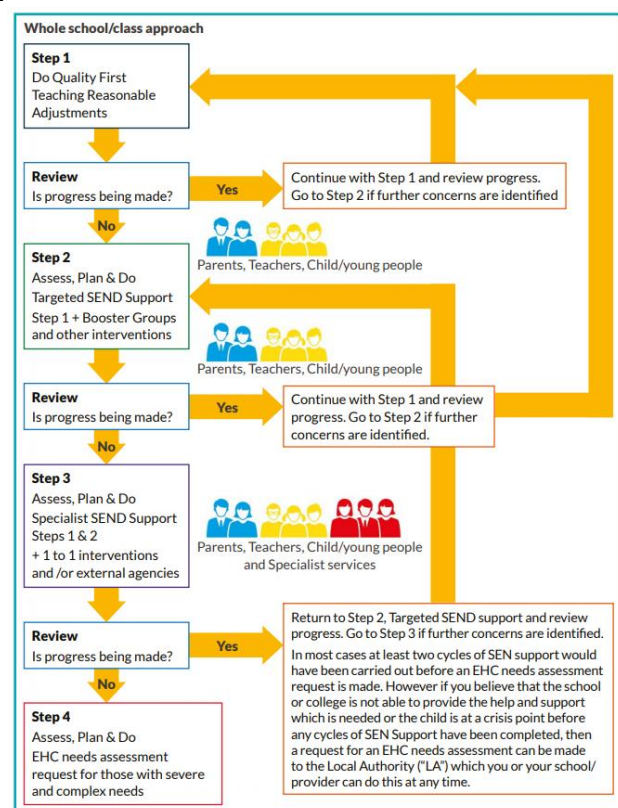 Whole school/class approach
Step 1
Do Quality First
Teaching Reasonable
Adjustments
Review
Is progress being made?
Yes
Continue with Step 1 and review progress.
Go to Step 2 if further concerns are identified
No
Parents, Teachers, Child/young people
Step 2
Assess, Plan & Do
Targeted SEND Support
Step 1 + Booster Groups
and other interventions
Parents, Teachers, Child/young people
Review
Is progress being made?
Yes
Continue with Step 1 and review
progress. Go to Step 2 if further
concerns are identified.
No
Step 3
Assess, Plan & Do
Specialist SEND Support
Steps 1 & 2
+ 1 to 1 interventions
and /or external agencies
Parents, Teachers, Child/young people
and Specialist services
Review
Is progress being made?
Yes
Return to Step 2, Targeted SEND support and review
progress. Go to Step 3 if further concerns are identified.
In most cases at least two cycles of SEN support would
have been carried out before an EHC needs assessment
request is made. However if you believe that the school
or college is not able to provide the help and support
which is needed or the child is at a crisis point before
any cycles of SEN Support have been completed, then
a request for an EHC needs assessment can be made
to the Local Authority ("LA") which you or your school/
provider can do this at any time.
No
Step 4
Assess, Plan & Do
EHC needs assessment
request for those with severe
and complex needs